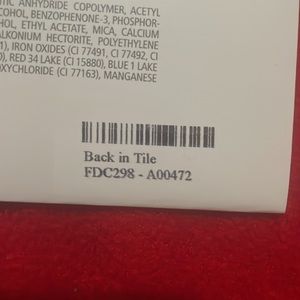 TIC ANHYDRIDE COPOLYMER, ACETYL
COHOL, BENZOPHENONE-3, PHOSPHOR-
HOL, ETHYL ACETATE, MICA, CALCIUM
ALKONIUM HECTORITE, POLYETHYLENE
1), IRON OXIDES (CI 77491, CI 77492, CI
), RED 34 LAKE (CI 15880), BLUE 1 LAKE
OXYCHLORIDE (CI 77163), MANGANESE
Back in Tile
FDC298 - A00472